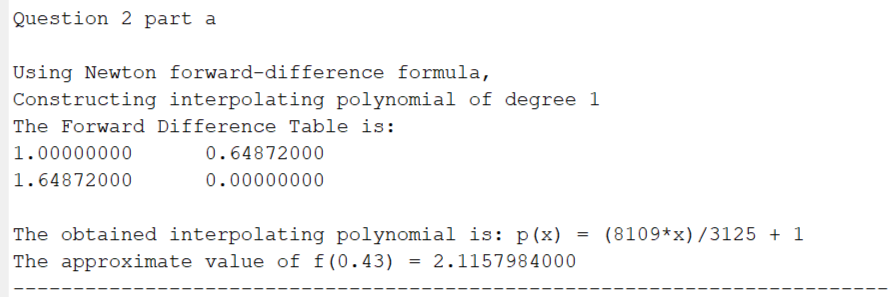 Question 2 part a
Using Newton forward-difference formula,
Constructing interpolating polynomial of degree 1
The Forward Difference Table is:
1.00000000 0.64872000
1.64872000 0.00000000
The obtained interpolating polynomial is: p(x) = (8109*x)/3125 + 1
The approximate value of f(0.43) = 2.1157984000
--------------------------------------------------------------------------